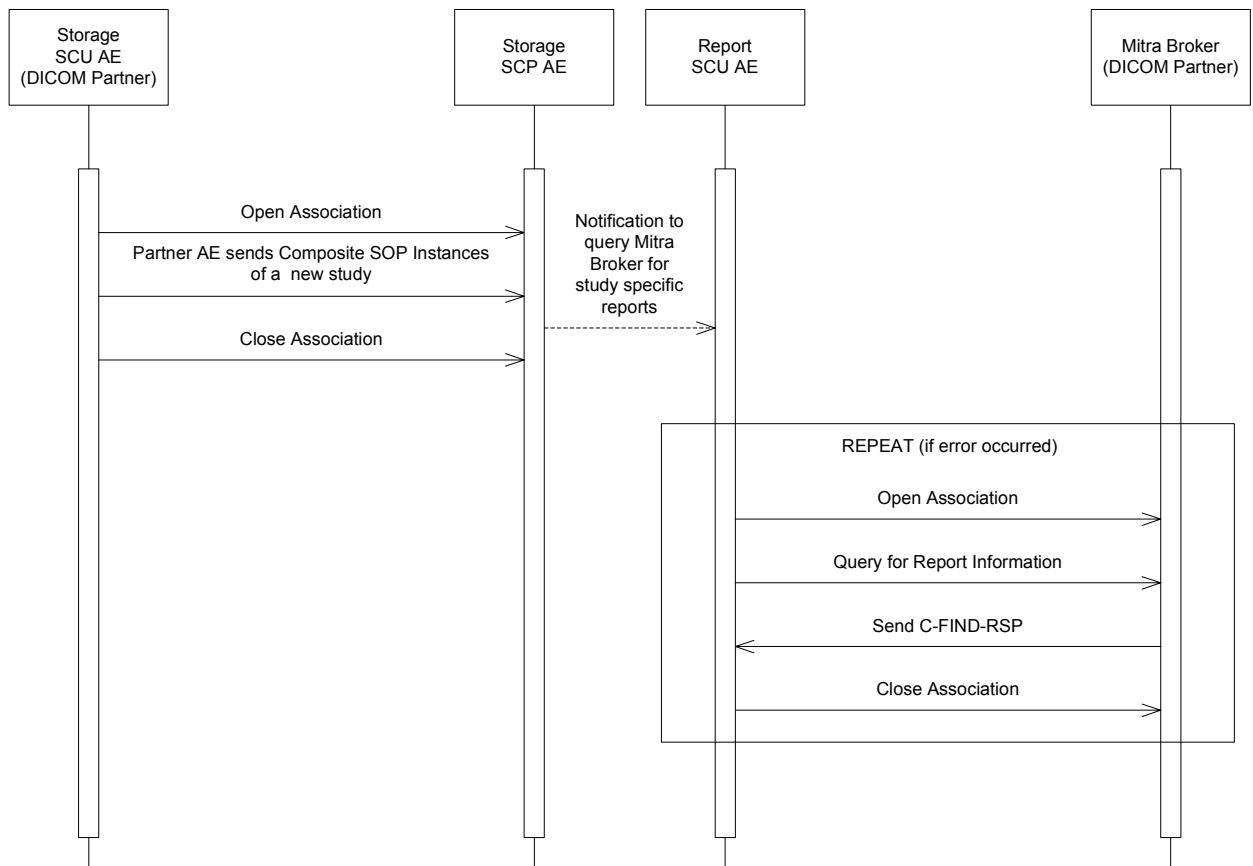 Storage
SCU AE
(DICOM Partner)
Storage
SCP AE
Report
SCU AE
Mitra Broker
(DICOM Partner)
Open Association
Partner AE sends Composite SOP Instances
of a new study
Close Association
Notification to
query Mitra
Broker for
study specific
reports
REPEAT (if error occurred)
Open Association
Query for Report Information
Send C-FIND-RSP
Close Association